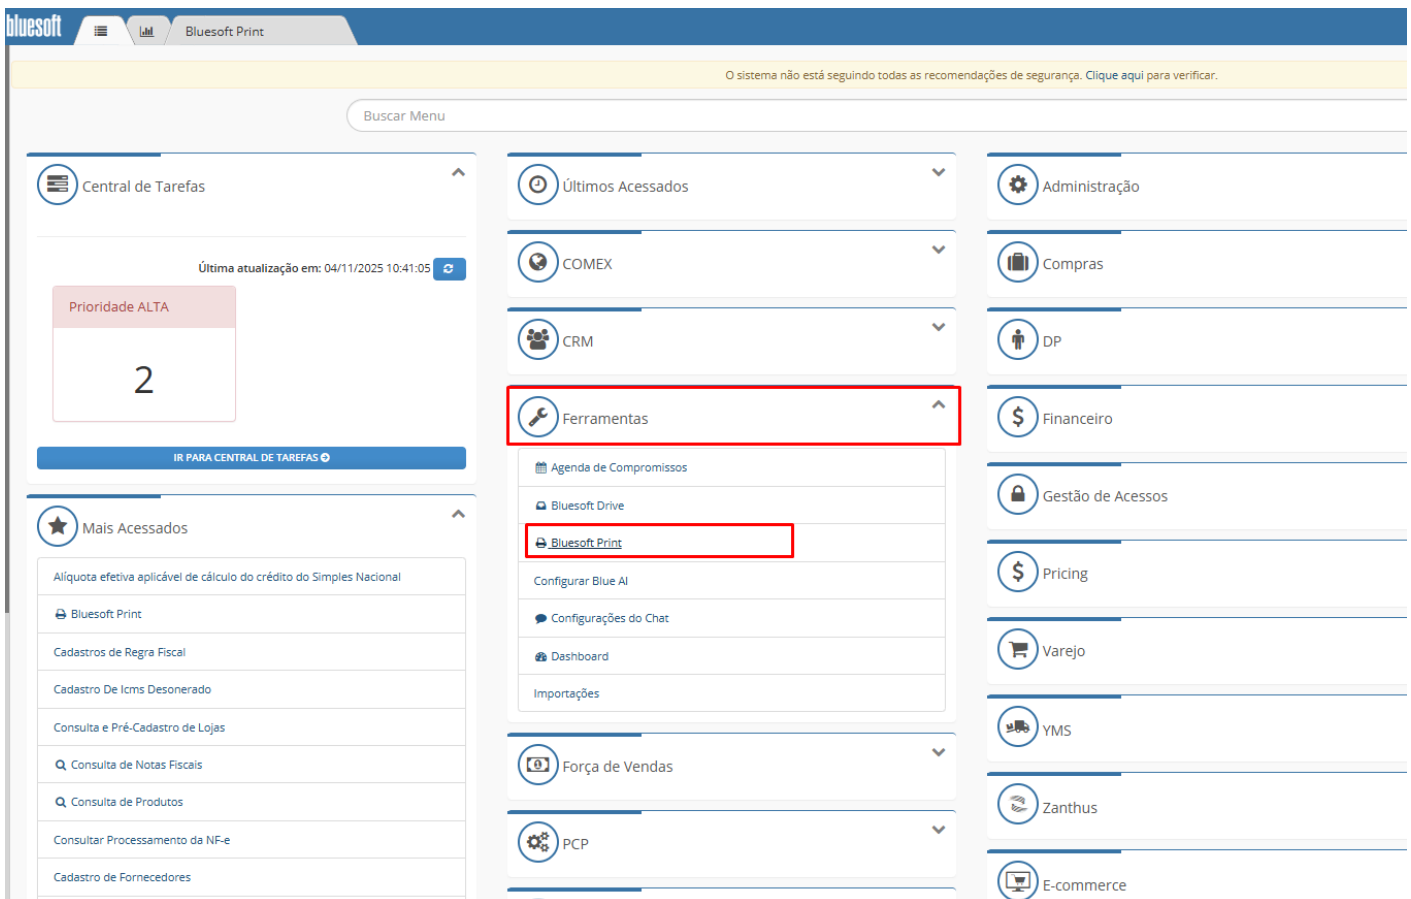 bluesoft
Bluesoft Print
O sistema não está seguindo todas as recomendações de segurança. Clique aqui para verificar.
Buscar Menu
Central de Tarefas
Última atualização em: 04/11/2025 10:41:05
Prioridade ALTA
2
IR PARA CENTRAL DE TAREFAS
Mais Acessados
Alíquota efetiva aplicável de cálculo do crédito do Simples Nacional
Bluesoft Print
Cadastros de Regra Fiscal
Cadastro De Icms Desonerado
Consulta e Pré-Cadastro de Lojas
Consulta de Notas Fiscais
Consulta de Produtos
Consultar Processamento da NF-e
Cadastro de Fornecedores
Últimos Acessados
COMEX
CRM
Ferramentas
Agenda de Compromissos
Bluesoft Drive
Bluesoft Print
Configurar Blue AI
Configurações do Chat
Dashboard
Importações
Força de Vendas
PCP
Administração
Compras
DP
Financeiro
Gestão de Acessos
Pricing
Varejo
YMS
Zanthus
E-commerce